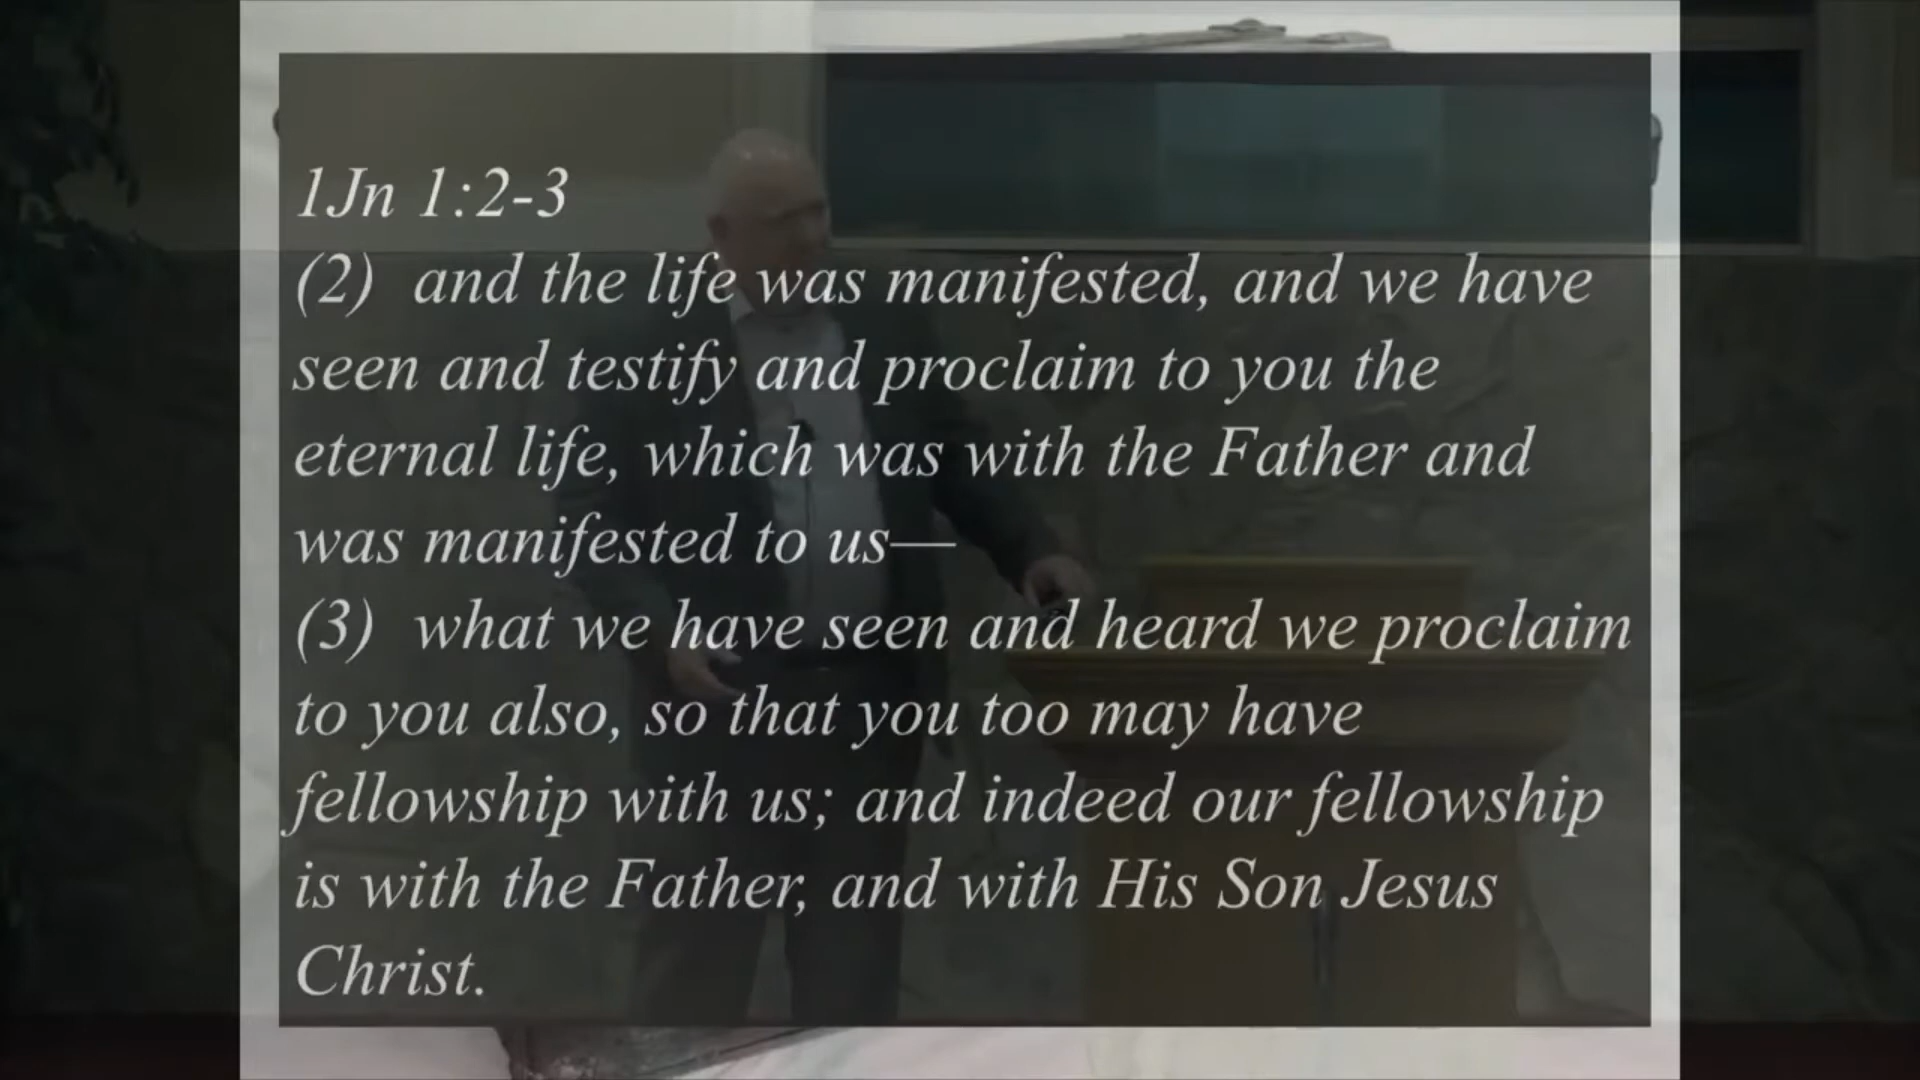 1Jn 1:2-3
(2) and the life was manifested, and we have
seen and testify and proclaim to you the
eternal life, which was with the Father and
was manifested to us—
(3) what we have seen and heard we proclaim
to you also, so that you too may have
fellowship with us; and indeed our fellowship
is with the Father, and with His Son Jesus
Christ.